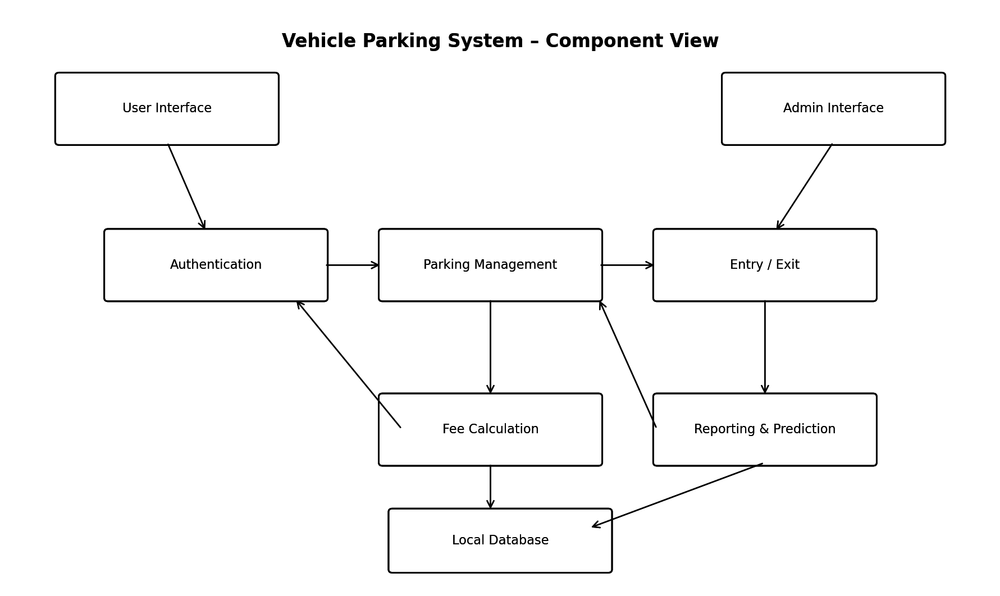 Vehicle Parking System – Component View
User Interface
Admin Interface
Authentication
Parking Management
Entry / Exit
Fee Calculation
Reporting & Prediction
Local Database